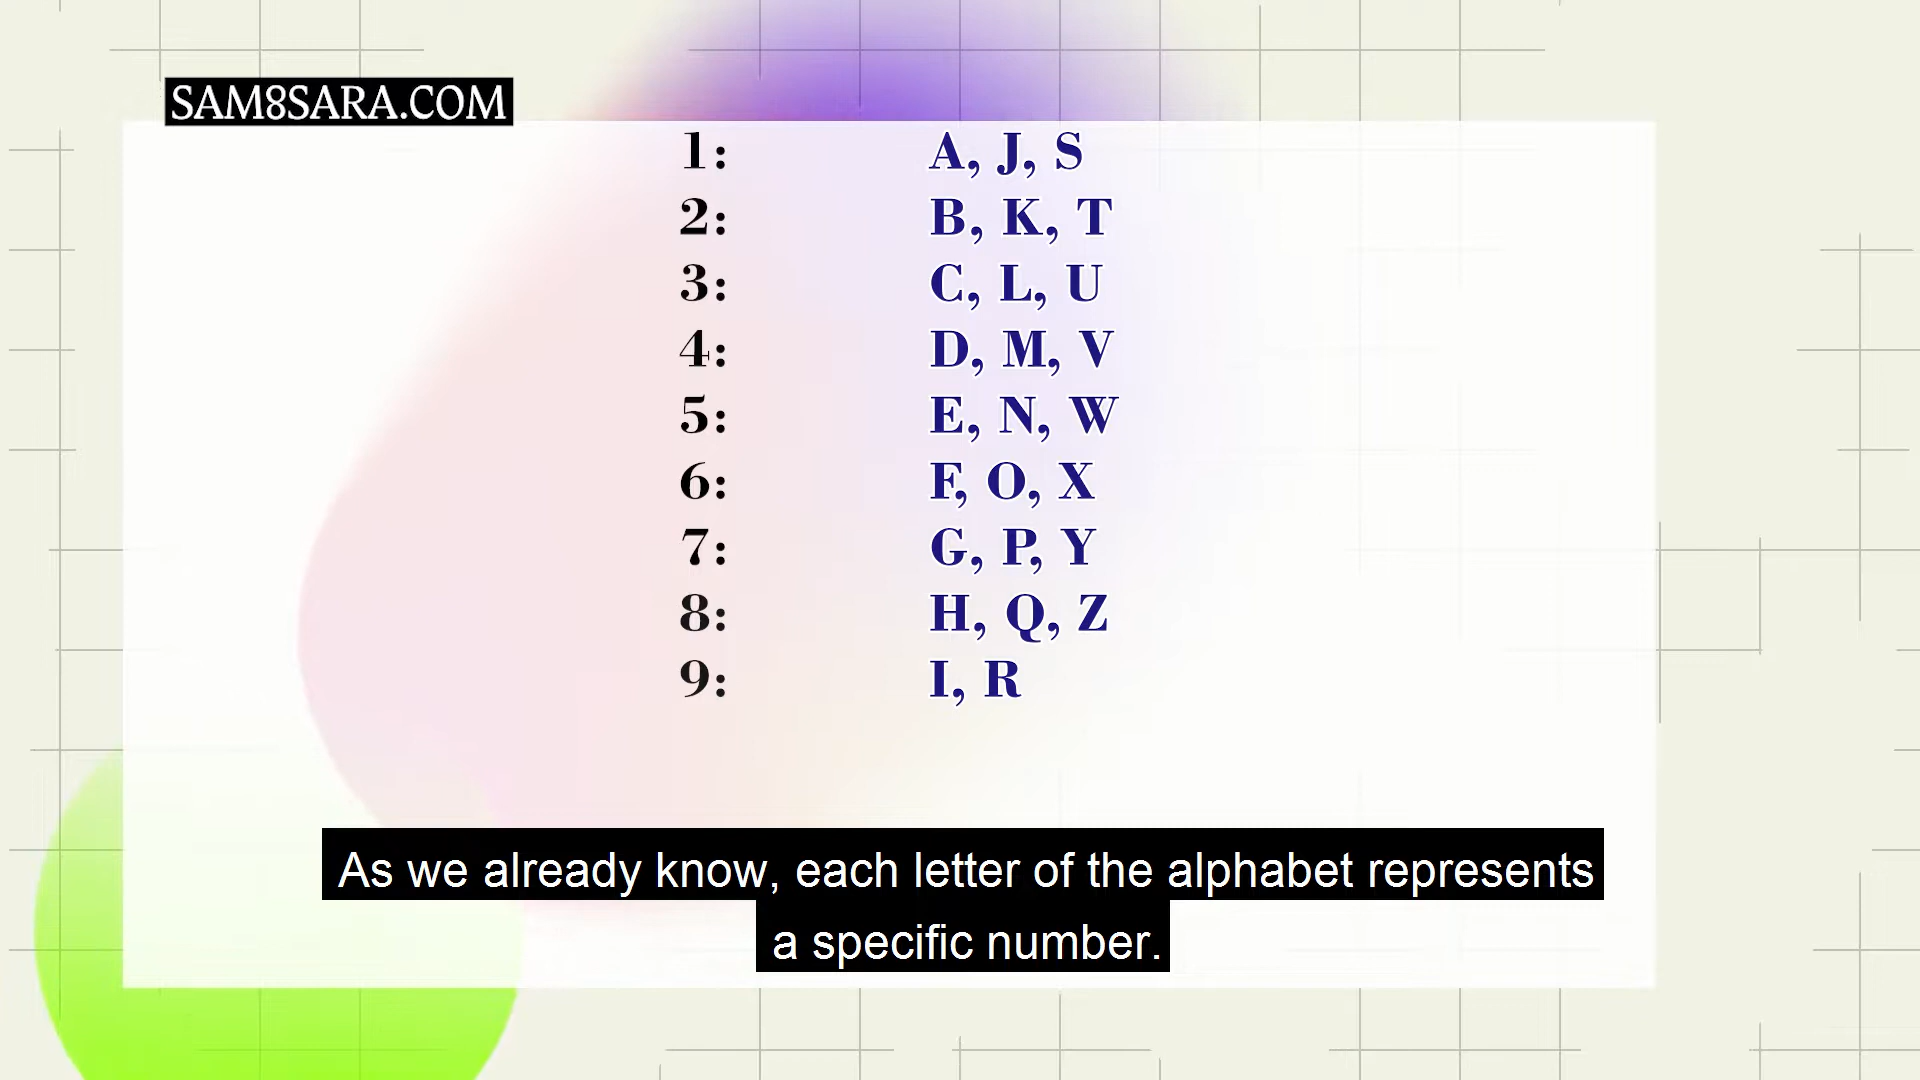 SAM8SARA.COM
1: A, J, S
2: B, K, T
3: C, L, U
4: D, M, V
5: E, N, W
6: F, O, X
7: G, P, Y
8: H, Q, Z
9: I, R
As we already know, each letter of the alphabet represents
a specific number.